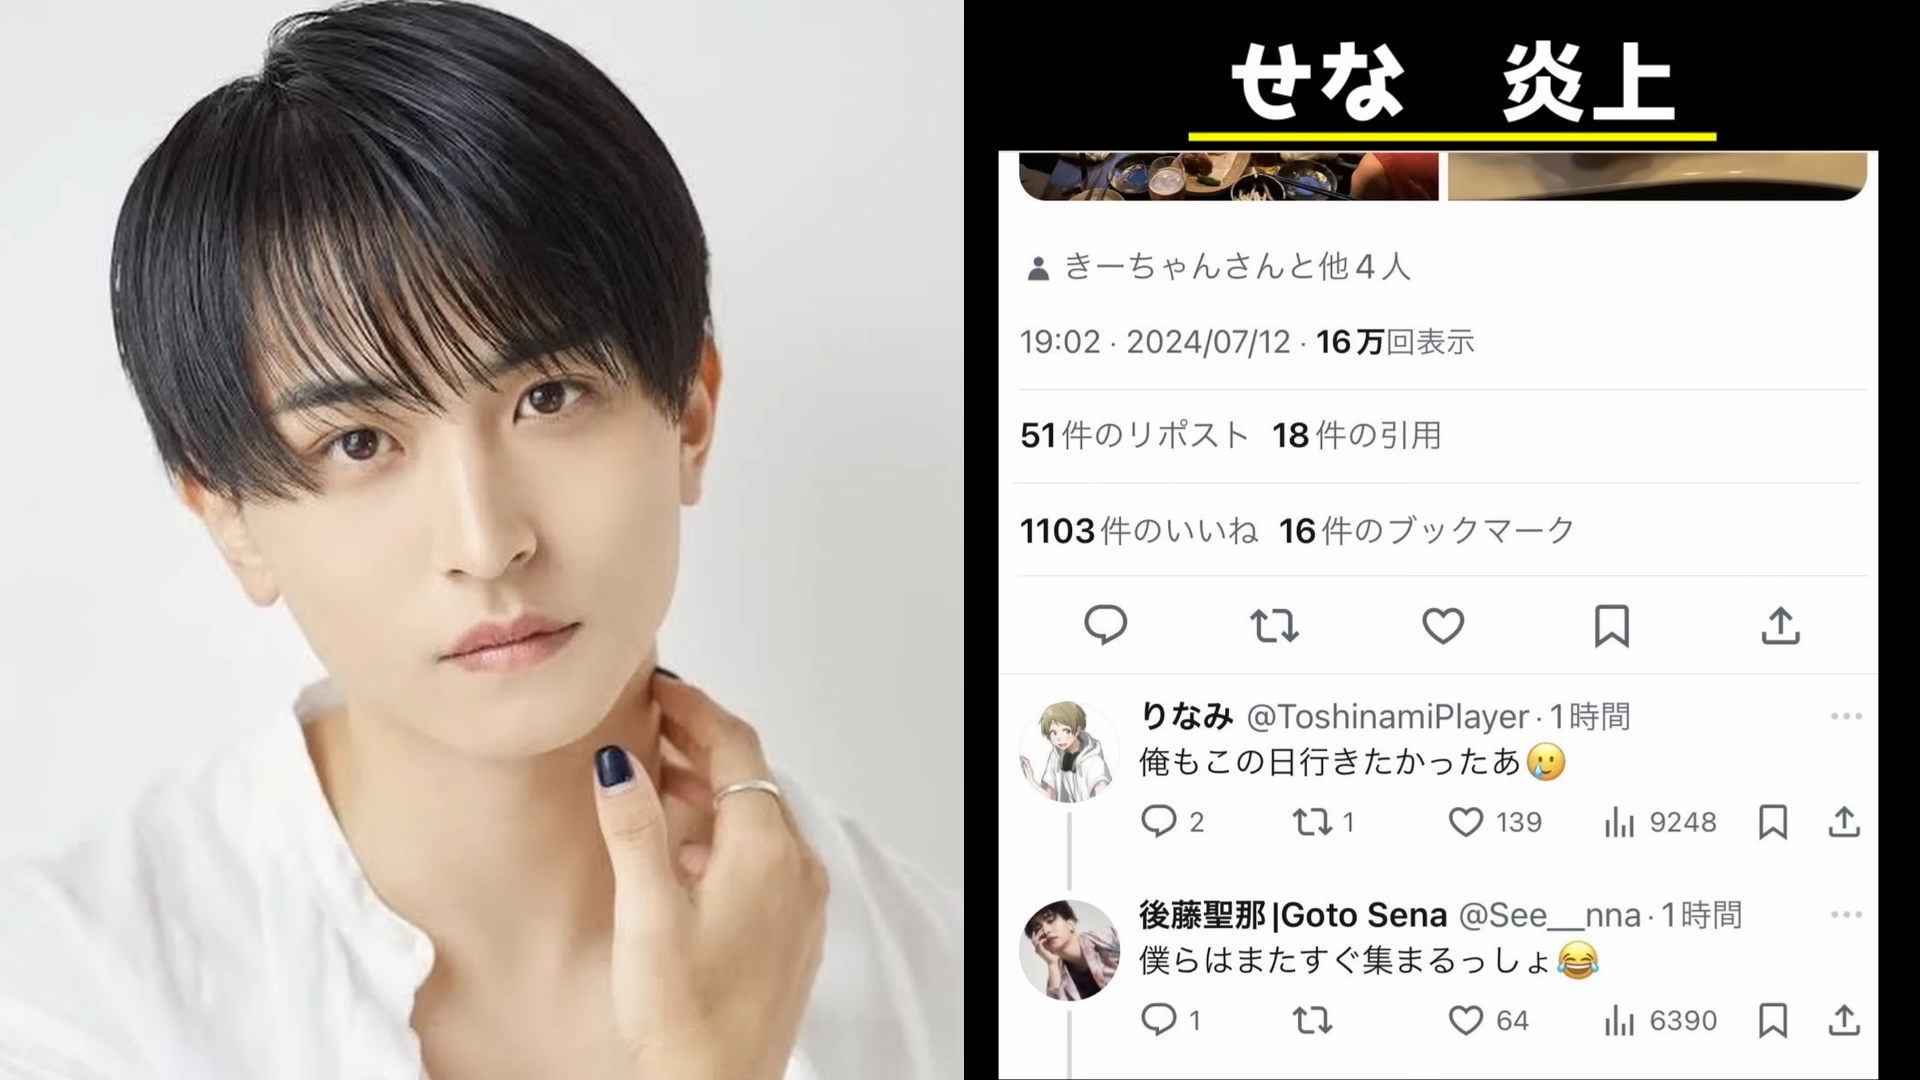 せな 炎上
きーちゃんさんと他4人
19:02 · 2024/07/12 · 16万回表示
51件のリポスト 18件の引用
1103件のいいね 16件のブックマーク
りなみ @ToshinamiPlayer · 1時間
俺もこの日行きたかったあ🥲
2 1 139 9248
後藤聖那|Goto Sena @See__nna · 1時間
僕らはまたすぐ集まるっしょ😂
1 64 6390